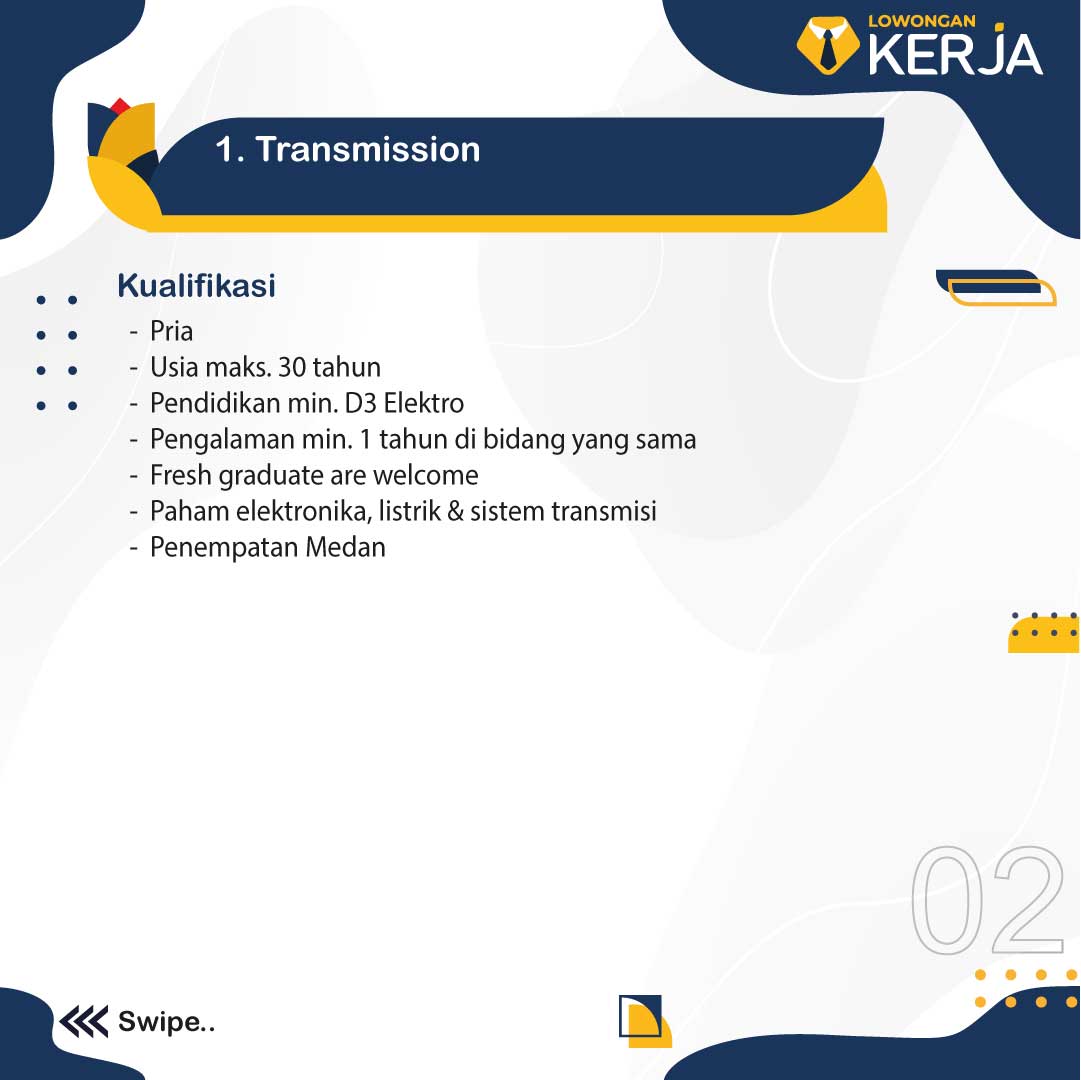 LOWONGAN
KERJA
1. Transmission
Kualifikasi
- Pria
- Usia maks. 30 tahun
- Pendidikan min. D3 Elektro
- Pengalaman min. 1 tahun di bidang yang sama
- Fresh graduate are welcome
- Paham elektronika, listrik & sistem transmisi
- Penempatan Medan
02
Swipe..